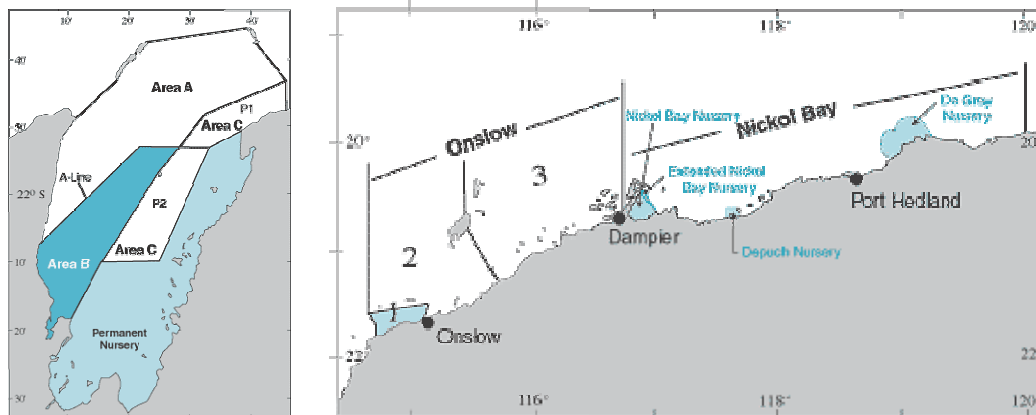 10'
20'
40'
40'
Area A
P1
30'
Area C
A-Line
22° S
P2
Area C
10'
Area B
Permanent
Nursery
20'
30'
116°
118°
120°
De Grey
Nursery
Nickol Bay Nursery
Nickol Bay
Onslow
20°
20
3
Extended Nickol
Bay Nursery
Port Hedland
Dampier
2
Depuch Nursery
1
Onslow
22°
22
116°
118°
120